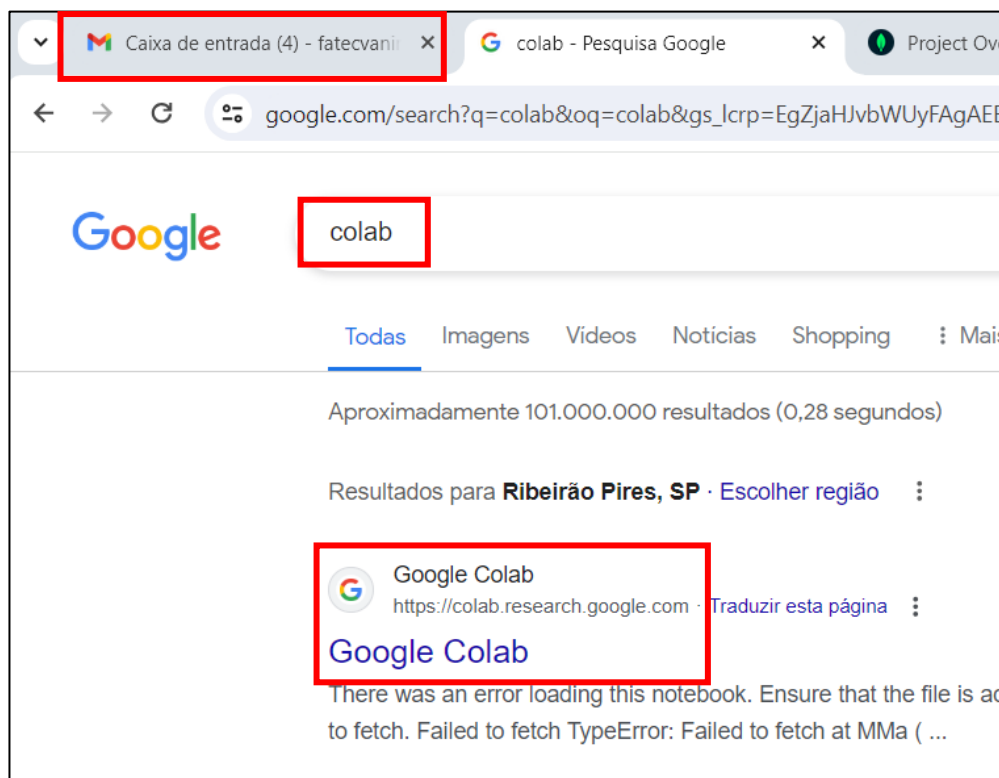 Caixa de entrada (4) - fatecvani
colab - Pesquisa Google
Project Ov
google.com/search?q=colab&oq=colab&gs_lcrp=EgZjaHJvbWUyFAgAEE
Google
colab
Todas Imagens Vídeos Notícias Shopping Mais
Aproximadamente 101.000.000 resultados (0,28 segundos)
Resultados para Ribeirão Pires, SP · Escolher região
Google Colab
https://colab.research.google.com · Traduzir esta página
Google Colab
There was an error loading this notebook. Ensure that the file is ac
to fetch. Failed to fetch TypeError: Failed to fetch at MMa ( ...